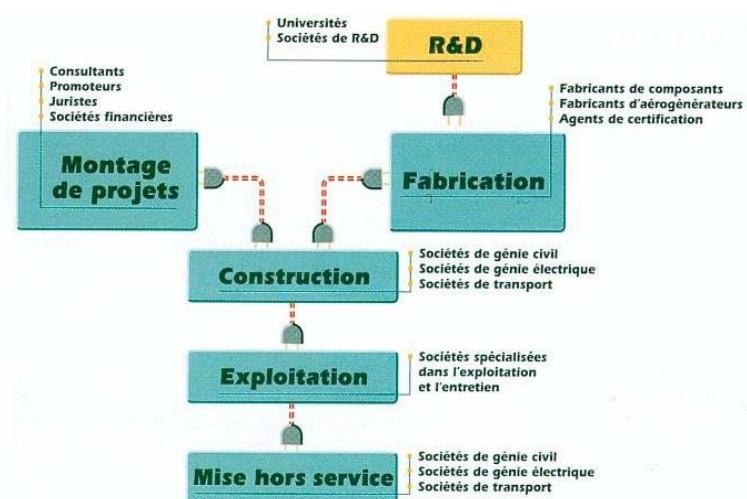 Universités
Sociétés de R&D
R&D
Consultants
Promoteurs
Juristes
Sociétés financières
Fabricants de composants
Fabricants d'aérogénérateurs
Agents de certification
Montage
de projets
Fabrication
Construction
Sociétés de génie civil
Sociétés de génie électrique
Sociétés de transport
Exploitation
Sociétés spécialisées
dans l'exploitation
et l'entretien
Mise hors service
Sociétés de génie civil
Sociétés de génie électrique
Sociétés de transport